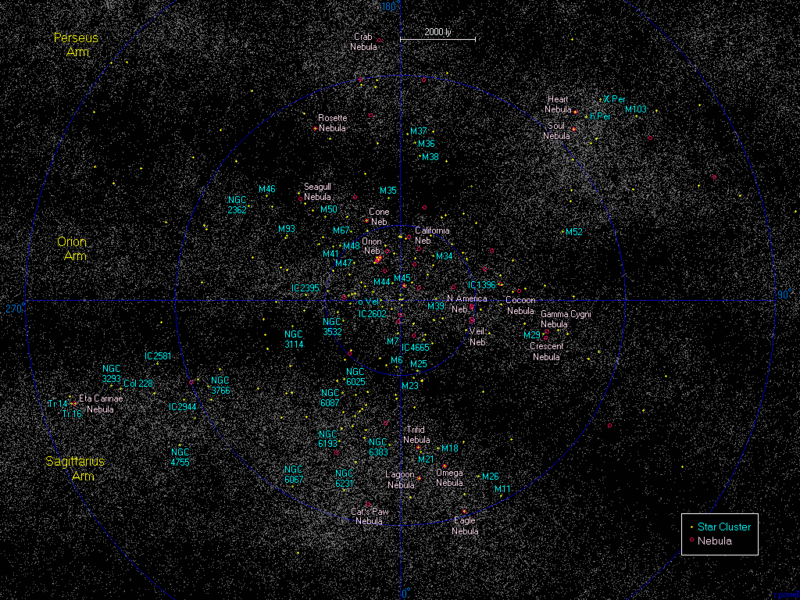 180°
Perseus
Arm
Crab
Nebula
2000 ly
Heart
Nebula
χ Per
h Per
M103
Soul
Nebula
Rosette
Nebula
M37
M36
M38
M46
Seagull
Nebula
M35
NGC
2362
M50
Cone
Neb.
M93
M67
California
Neb
M52
Orion
Arm
M48
Orion
Neb.
M41
M34
M47
M44
M45
IC1396
IC2395
o Vel
M39
N America
Neb.
Cocoon
Nebula
270°
90°
IC2602
Gamma Cygni
Nebula
NGC
3532
Veil
Neb.
M29
NGC
3114
M7
IC4665
Crescent
Nebula
IC2581
M6
M25
NGC
3293
Col 228
NGC
3766
NGC
6025
M23
Tr 14
Tr 16
Eta Carinae
Nebula
IC2944
NGC
6087
Trifid
Nebula
NGC
6193
NGC
6383
M18
NGC
4755
M21
Sagittarius
Arm
NGC
6067
NGC
6231
Lagoon
Nebula
Omega
Nebula
M26
M11
Cat's Paw
Nebula
Eagle
Nebula
Star Cluster
Nebula
0°